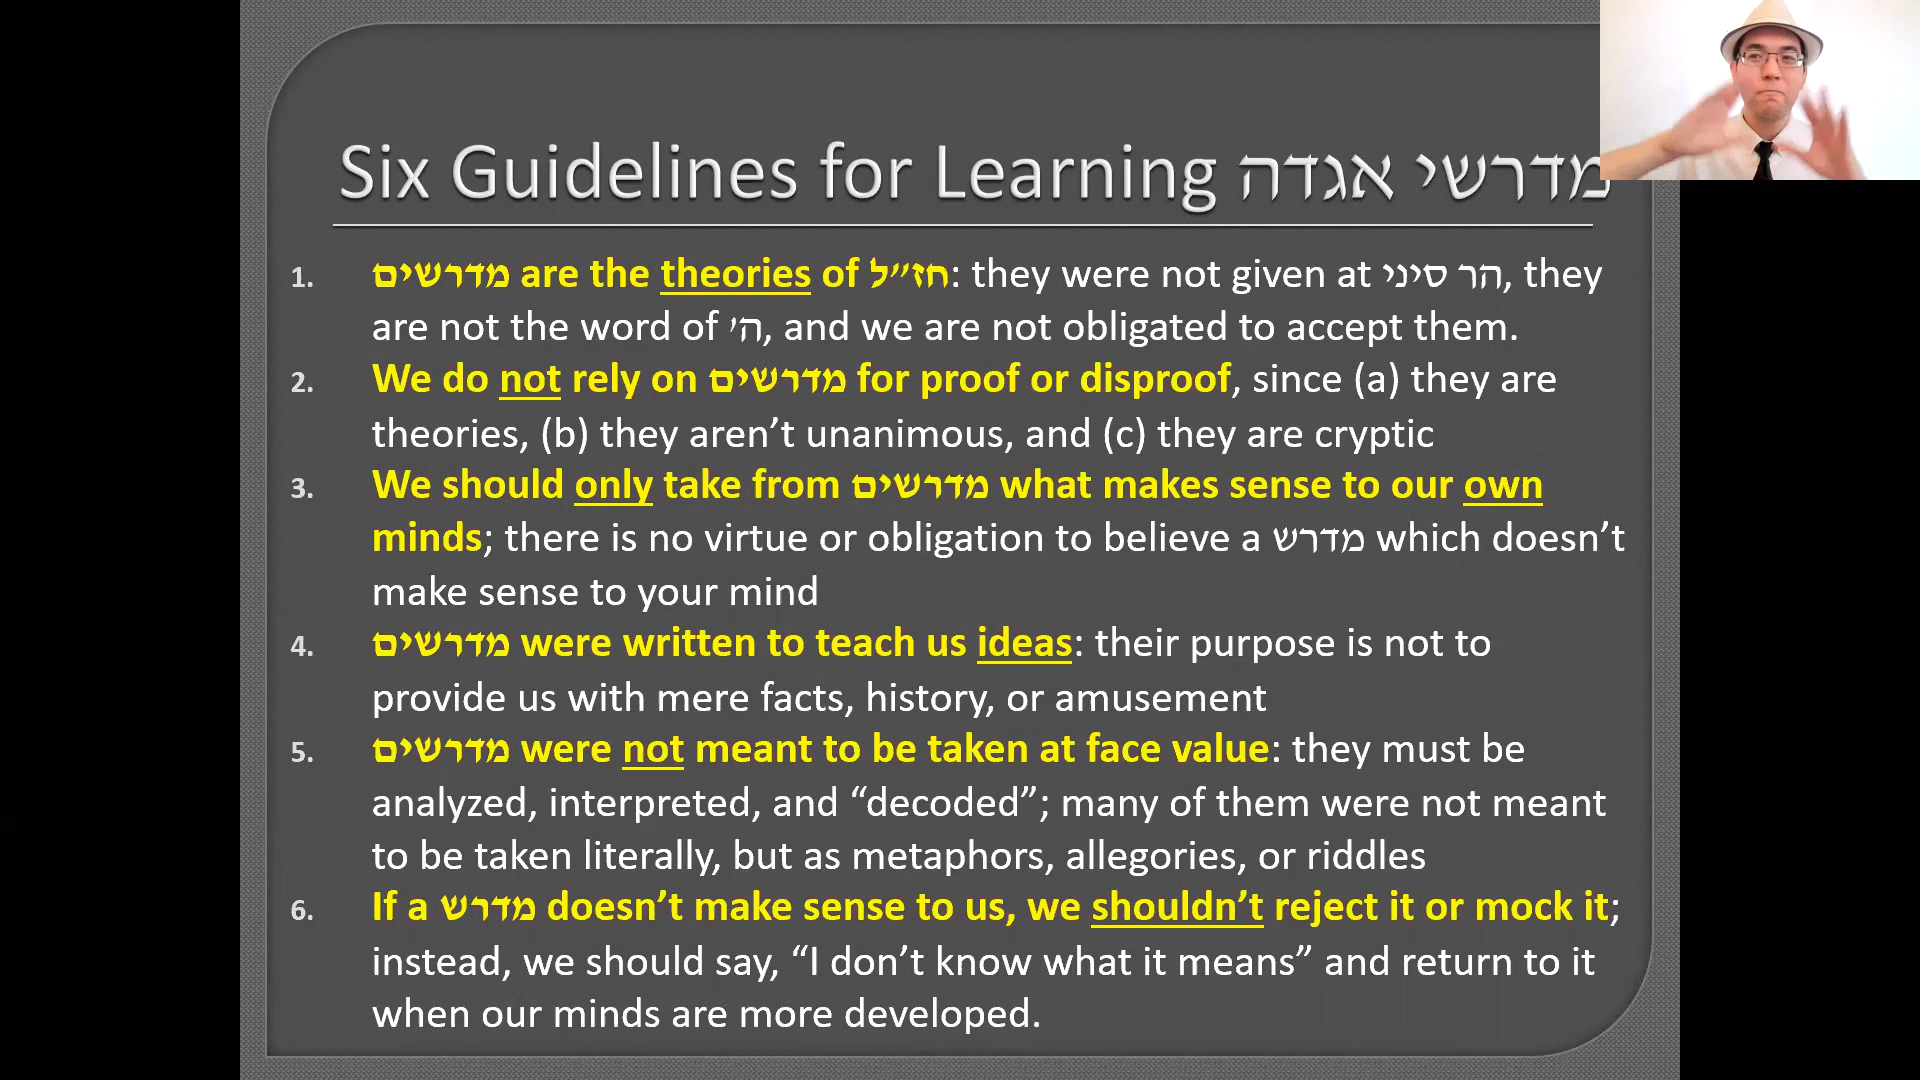 Six Guidelines for Learning מדרשי אגדה
1. מדרשים are the theories of חז״ל: they were not given at הר סיני, they
are not the word of ה׳, and we are not obligated to accept them.
2. We do not rely on מדרשים for proof or disproof, since (a) they are
theories, (b) they aren’t unanimous, and (c) they are cryptic
3. We should only take from מדרשים what makes sense to our own
minds; there is no virtue or obligation to believe a מדרש which doesn’t
make sense to your mind
4. מדרשים were written to teach us ideas: their purpose is not to
provide us with mere facts, history, or amusement
5. מדרשים were not meant to be taken at face value: they must be
analyzed, interpreted, and “decoded”; many of them were not meant
to be taken literally, but as metaphors, allegories, or riddles
6. If a מדרש doesn’t make sense to us, we shouldn’t reject it or mock it;
instead, we should say, “I don’t know what it means” and return to it
when our minds are more developed.